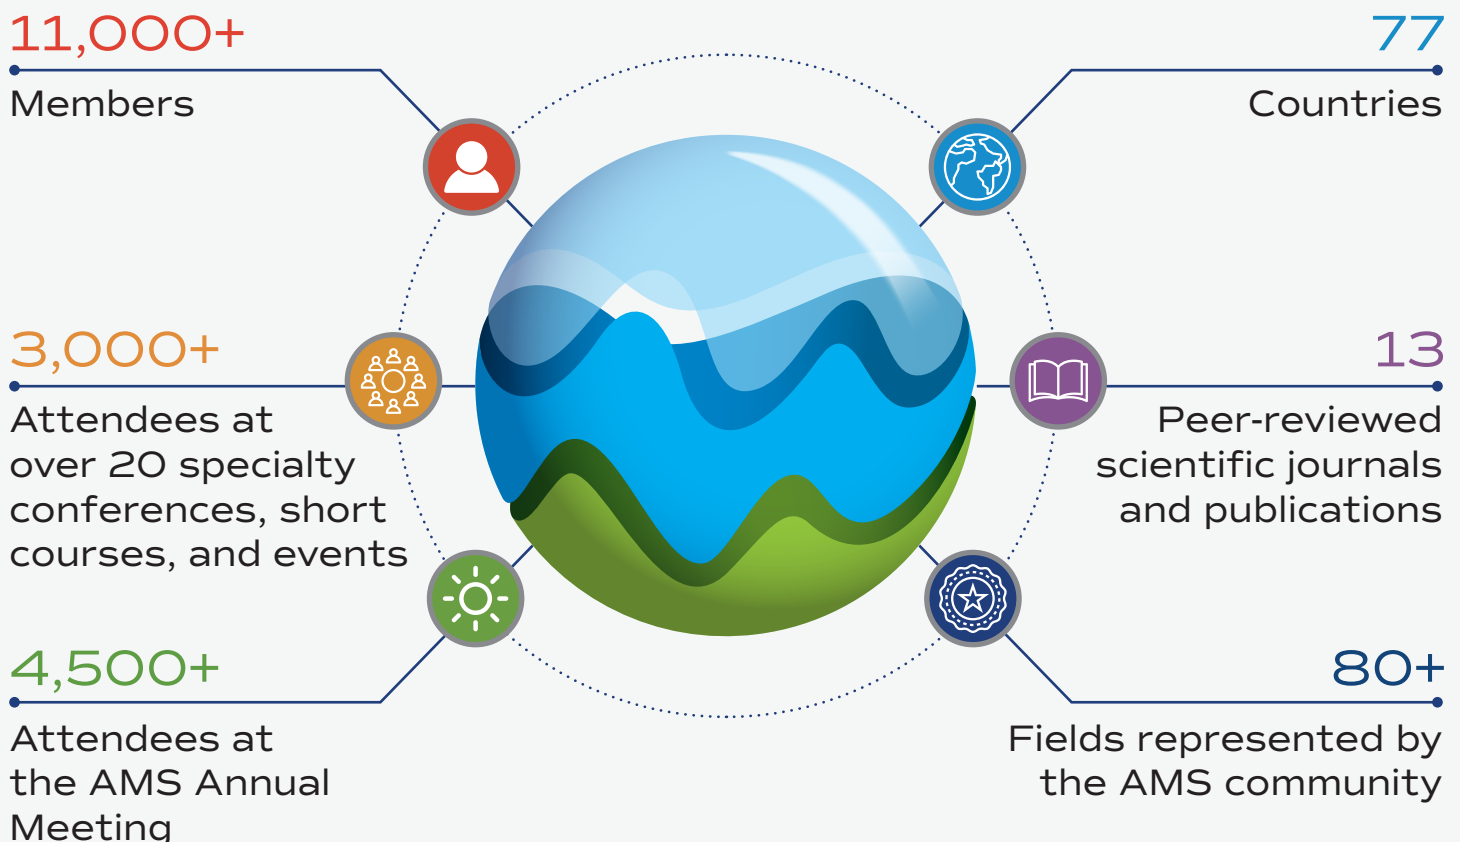 11,000+
Members
77
Countries
3,000+
Attendees at
over 20 specialty
conferences, short
courses, and events
13
Peer-reviewed
scientific journals
and publications
4,500+
Attendees at
the AMS Annual
Meeting
80+
Fields represented by
the AMS community